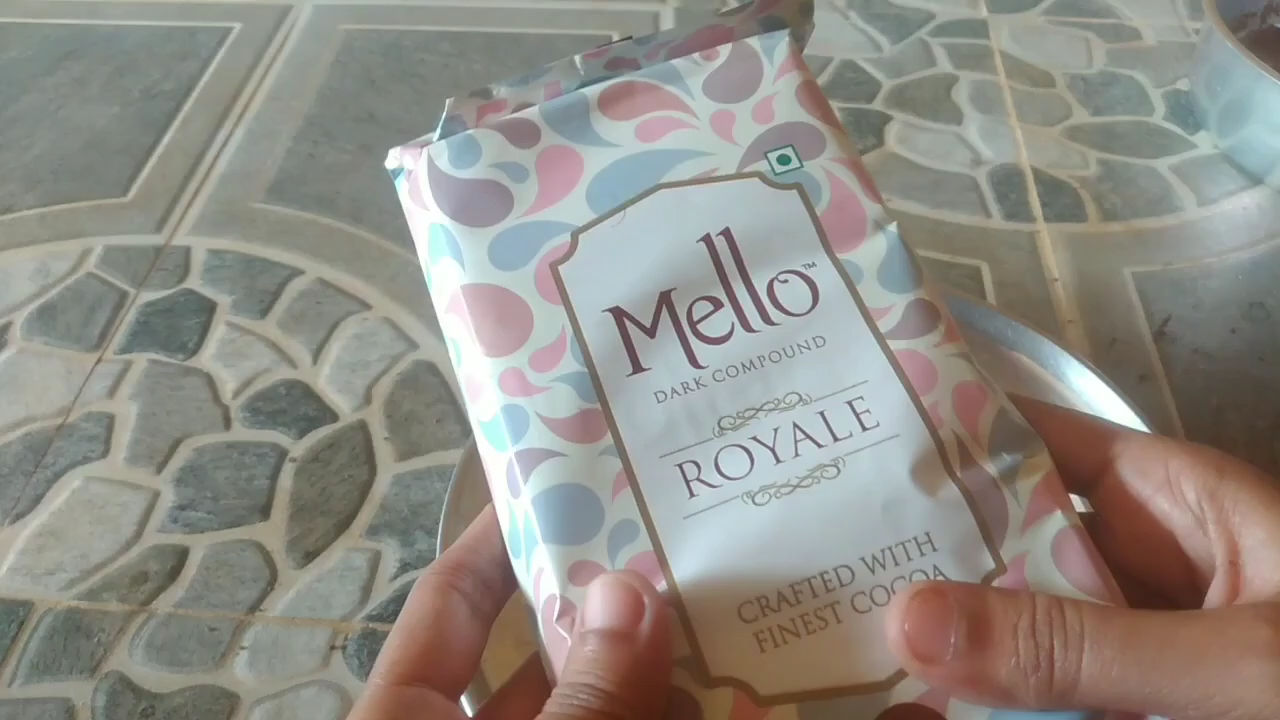 Mello™
DARK COMPOUND
ROYALE
CRAFTED WITH
FINEST COCOA